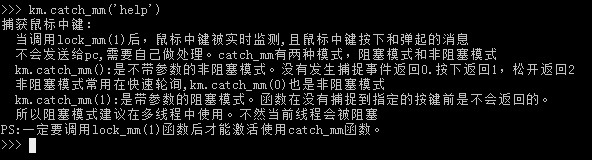 >>> km.catch_mm('help')
捕获鼠标中键:
当调用lock_mm(1)后，鼠标中键被实时监测,且鼠标中键按下和弹起的消息
不会发送给pc,需要自己做处理。catch_mm有两种模式，阻塞模式和非阻塞模式
km.catch_mm():是不带参数的非阻塞模式。没有发生捕捉事件返回0.按下返回1，松开返回2
非阻塞模式常用在快速轮询,km.catch_mm(0)也是非阻塞模式
km.catch_mm(1):是带参数的阻塞模式。函数在没有捕捉到指定的按键前是不会返回的。
所以阻塞模式建议在多线程中使用。不然当前线程会被阻塞
PS:一定要调用lock_mm(1)函数后才能激活使用catch_mm函数。
>>>